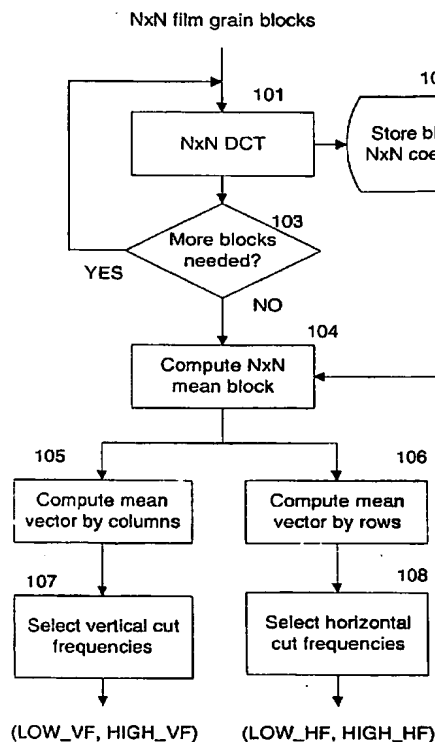 NxN film grain blocks
101
NxN DCT
Store
NxN
103
More blocks
needed?
YES
NO
104
Compute NxN
mean block
105
106
Compute mean
vector by columns
Compute mean
vector by rows
107
108
Select vertical cut
frequencies
Select horizontal
cut frequencies
(LOW_VF, HIGH_VF)
(LOW_HF, HIGH_HF)